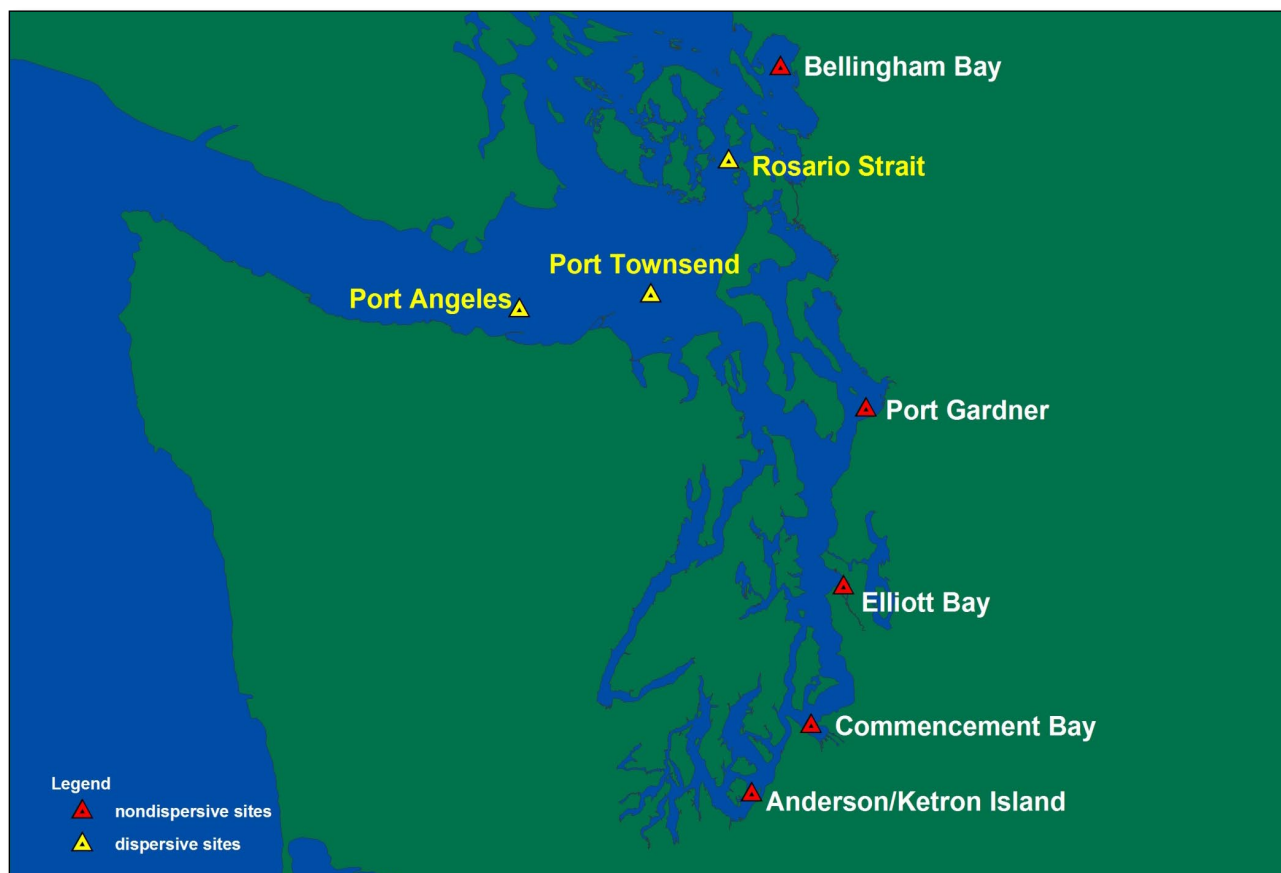 Bellingham Bay
Rosario Strait
Port Townsend
Port Angeles
Port Gardner
Elliott Bay
Commencement Bay
Anderson/Ketron Island
Legend
nondispersive sites
dispersive sites